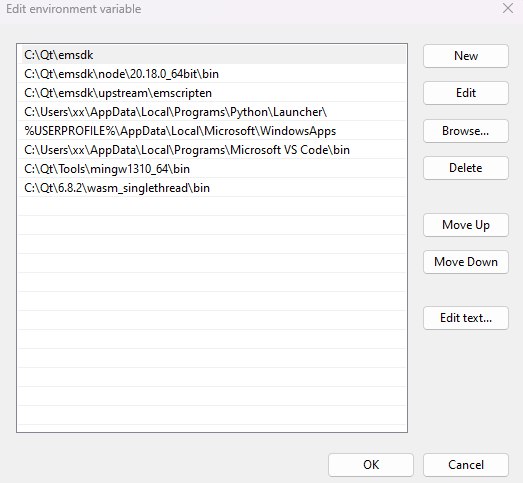 Edit environment variable
C:\Qt\emsdk
New
C:\Qt\emsdk\node\20.18.0_64bit\bin
C:\Qt\emsdk\upstream\emscripten
Edit
C:\Users\xx\AppData\Local\Programs\Python\Launcher\
%USERPROFILE%\AppData\Local\Microsoft\WindowsApps
Browse...
C:\Users\xx\AppData\Local\Programs\Microsoft VS Code\bin
C:\Qt\Tools\mingw1310_64\bin
Delete
C:\Qt\6.8.2\wasm_singlethread\bin
Move Up
Move Down
Edit text...
OK
Cancel